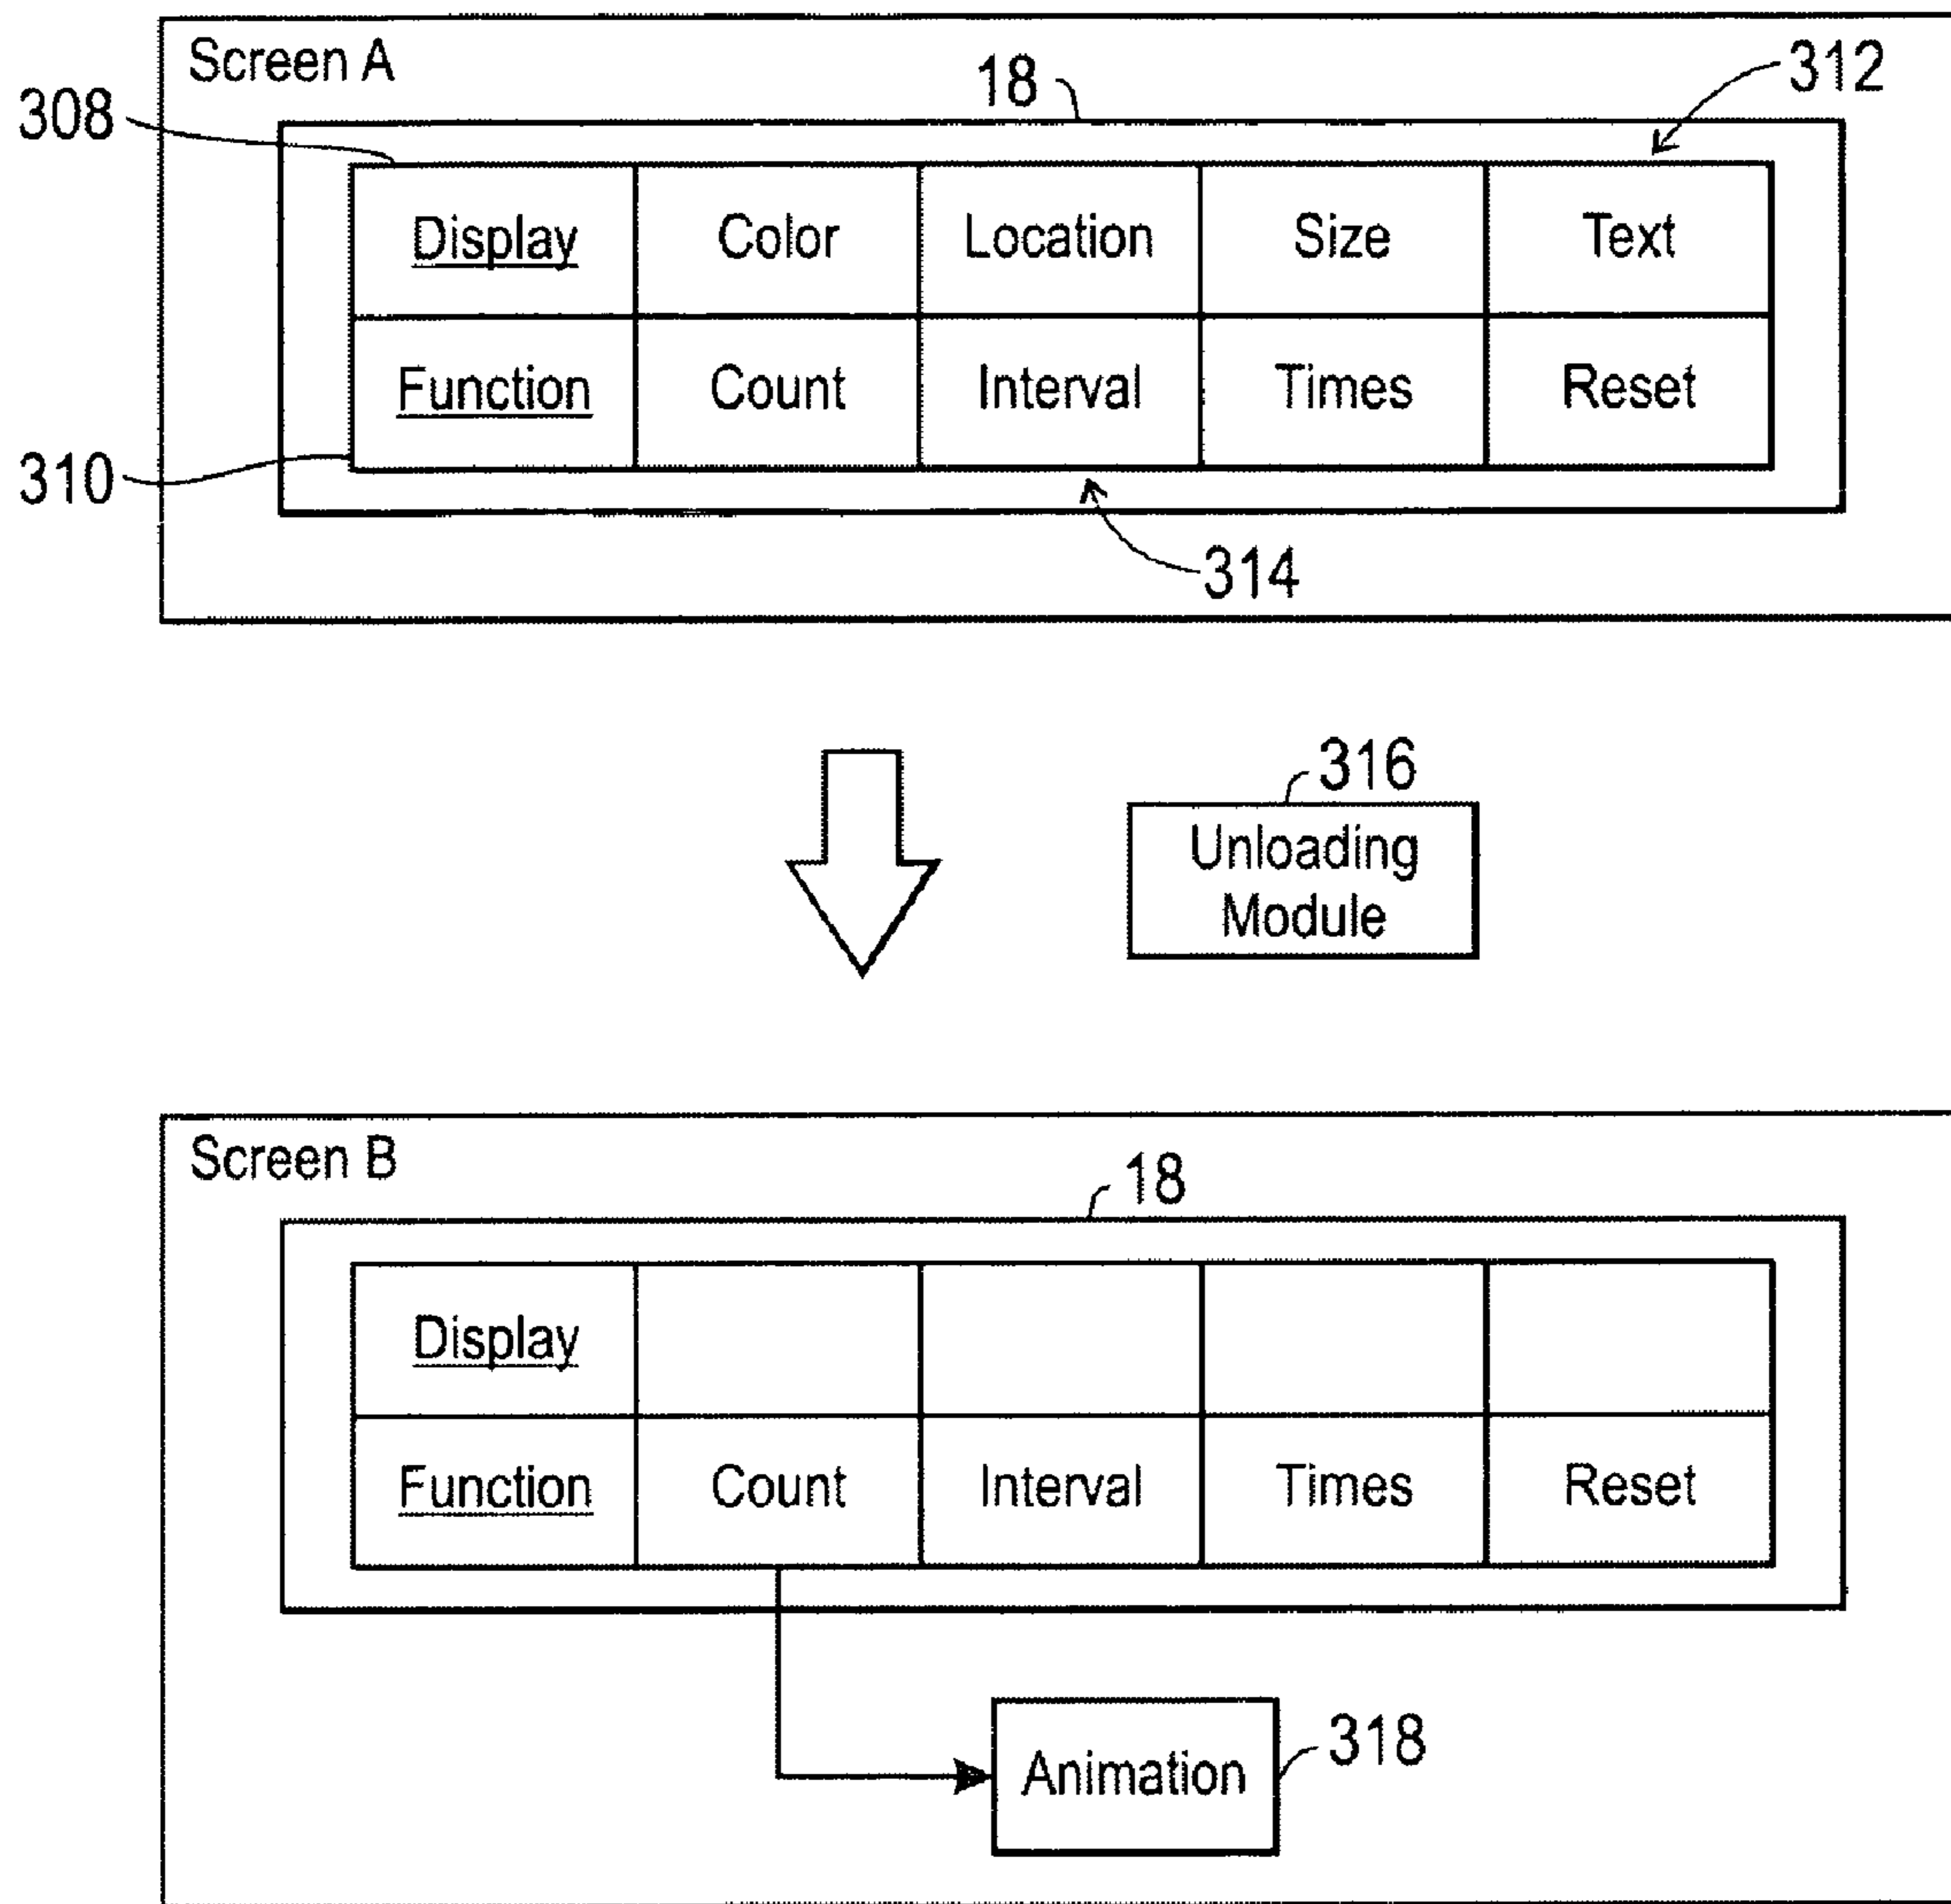 Screen A
18
312
308
Display Color Location Size Text
Function Count Interval Times Reset
310
314
316
Unloading
Module
Screen B
18
Display
Function Count Interval Times Reset
Animation
318